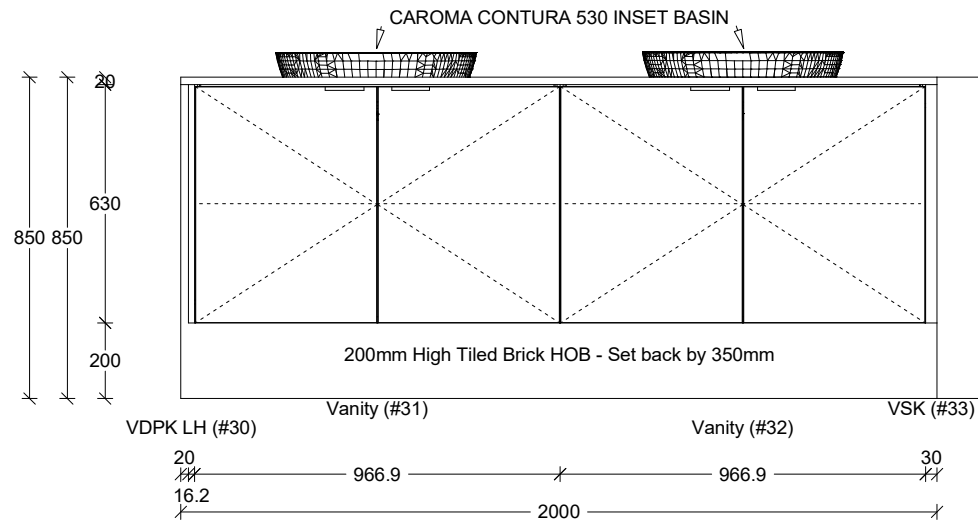 CAROMA CONTURA 530 INSET BASIN
20
630
850 850
200
200mm High Tiled Brick HOB - Set back by 350mm
Vanity (#31)
VSK (#33)
VDPK LH (#30)
Vanity (#32)
20
30
966.9
966.9
16.2
2000